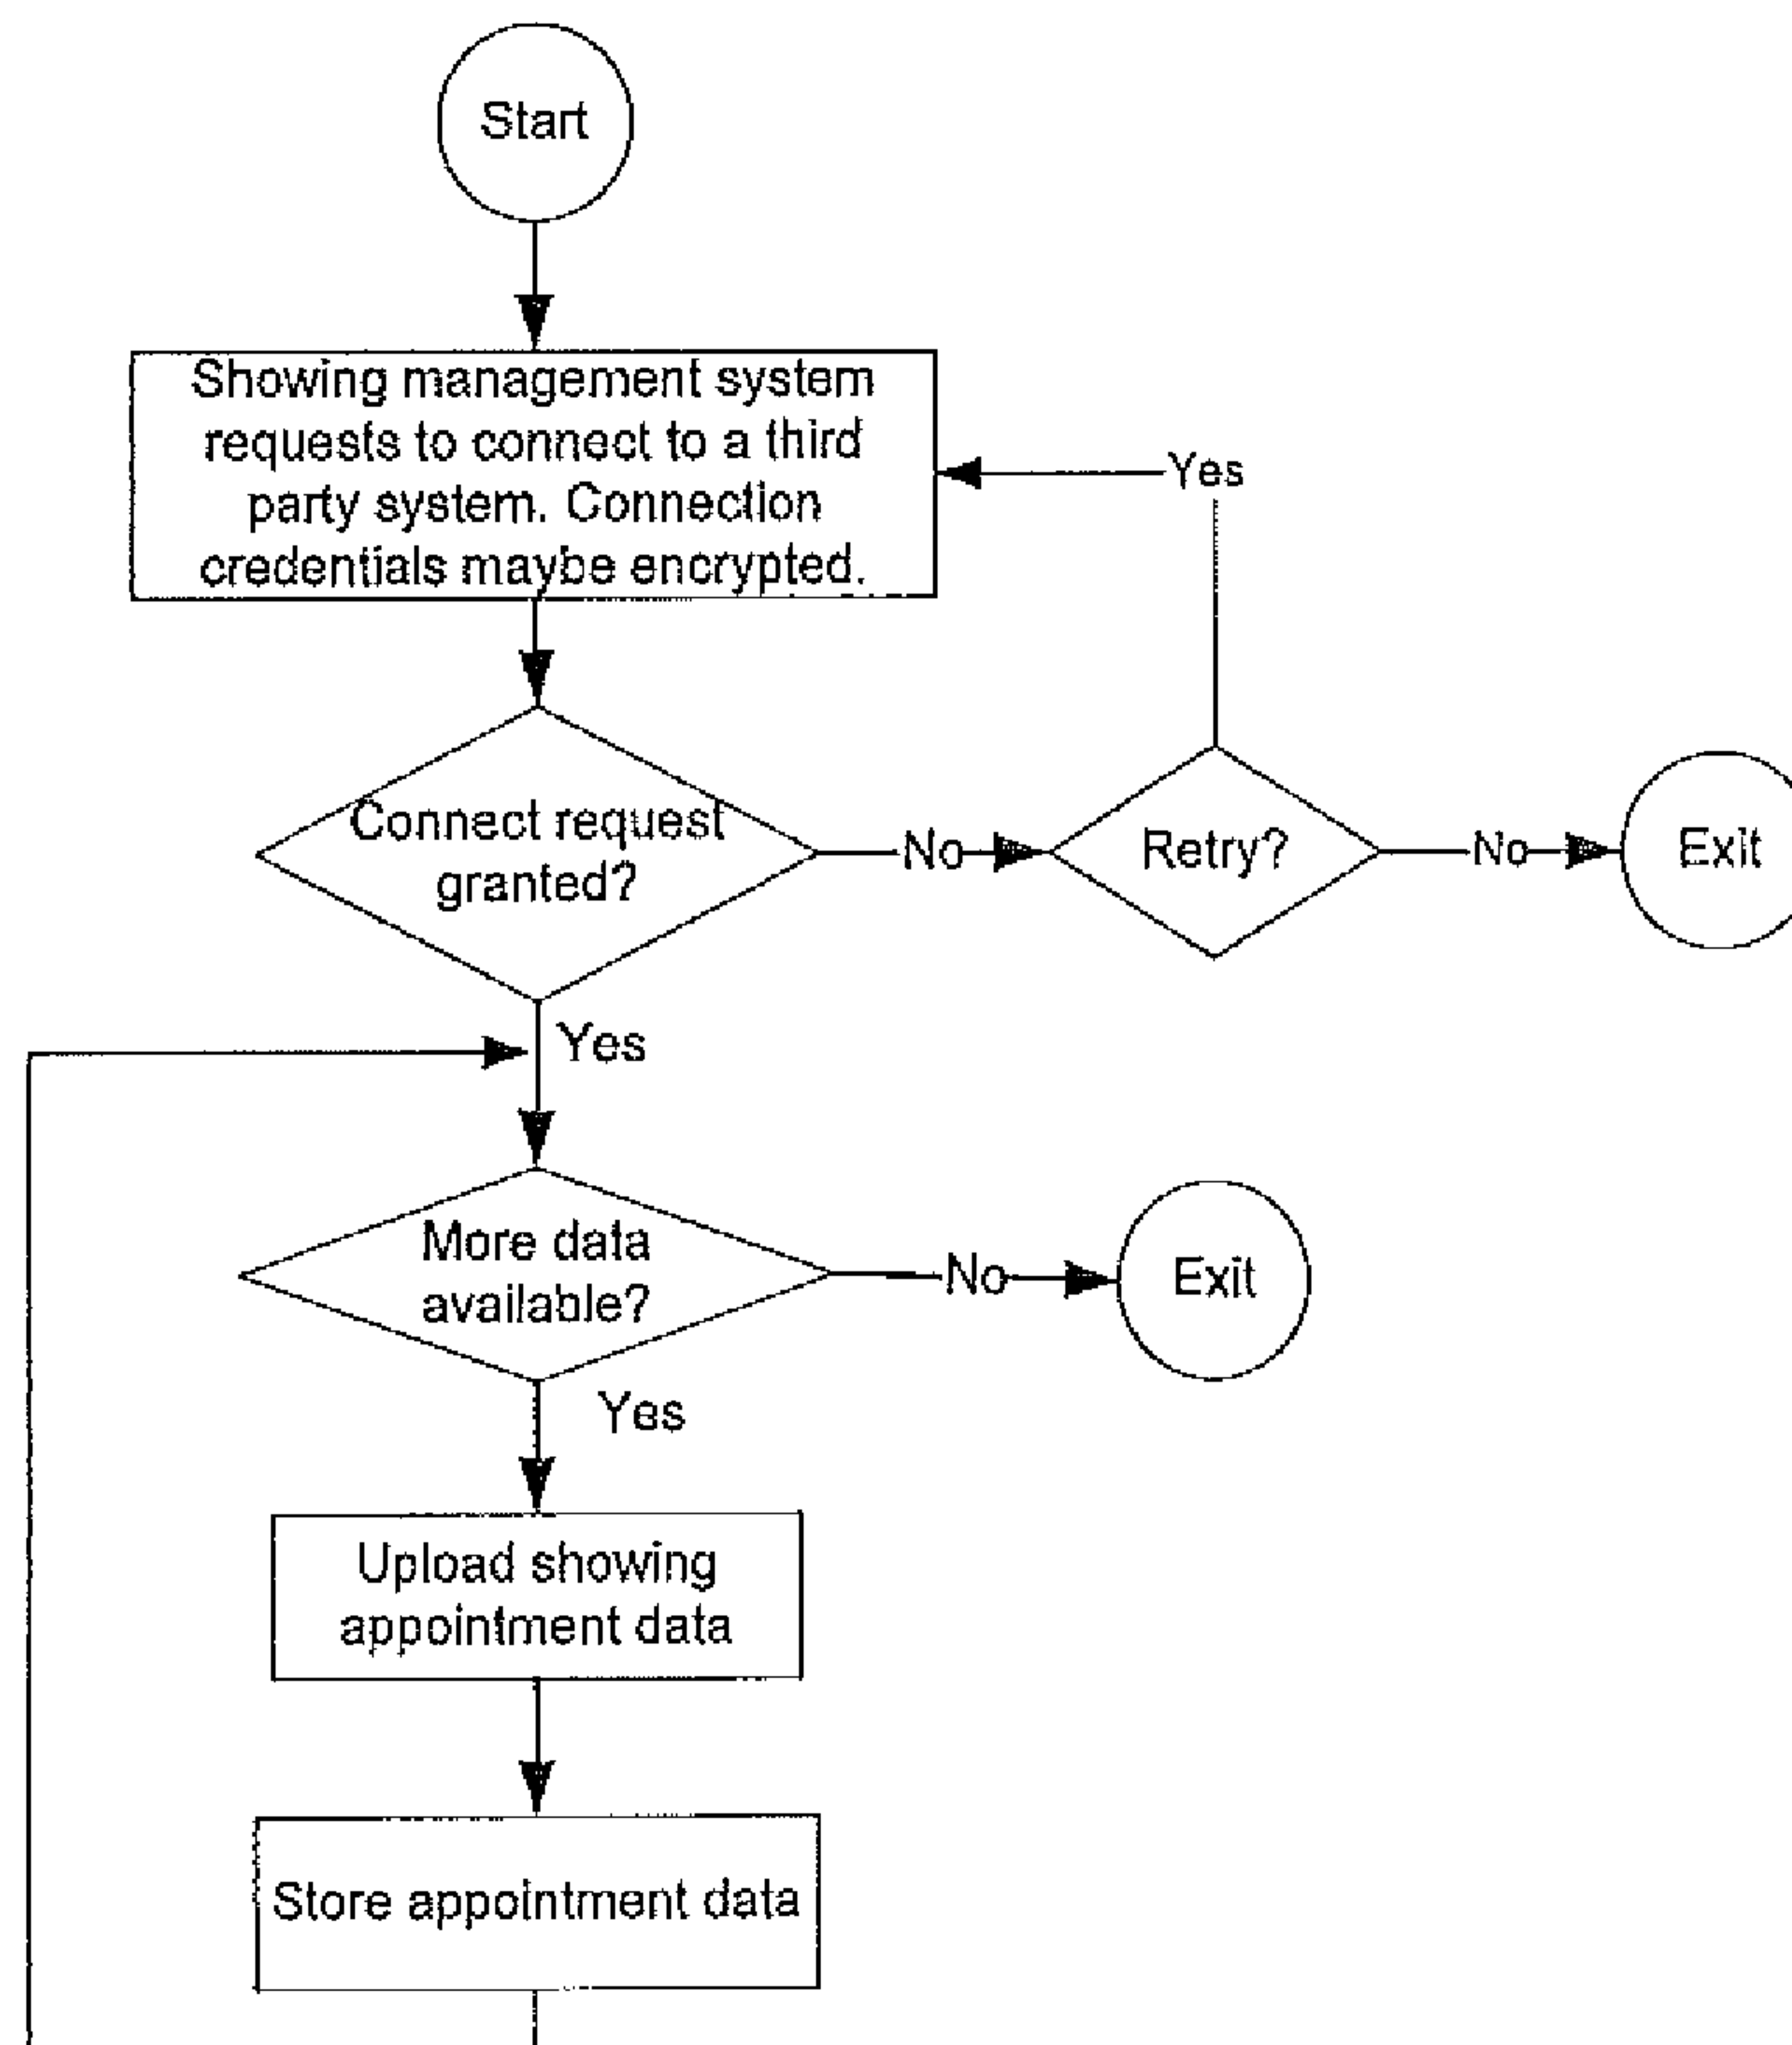 Start
Showing management system
requests to connect to a third
party system. Connection
credentials maybe encrypted.
Yes
Connect request
granted?
No
Retry?
No
Exit
Yes
More data
available?
No
Exit
Yes
Upload showing
appointment data
Store appointment data